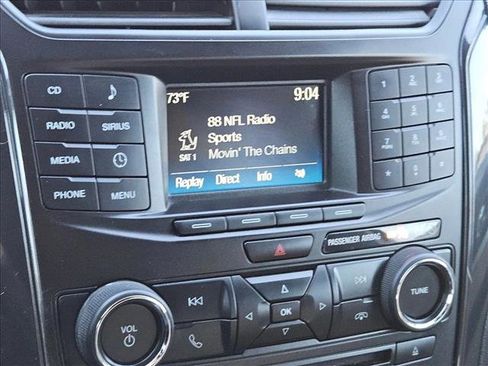 73°F 9:04
88 NFL Radio
Sports
SAT 1 Movin' The Chains
Replay Direct Info
CD
RADIO SIRIUS
MEDIA
PHONE MENU
1 2 3
4 5 6
7 8 9
* 0 #
PASSENGER AIRBAG
VOL
OK
TUNE